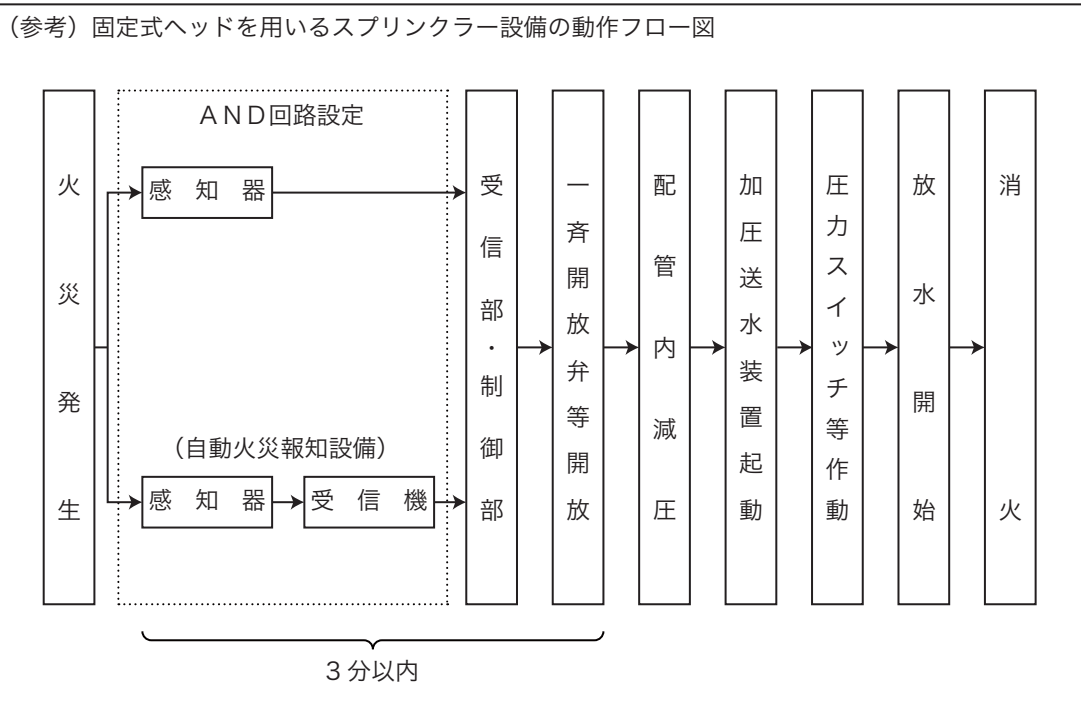 （参考）固定式ヘッドを用いるスプリンクラー設備の動作フロー図
火災発生
ＡＮＤ回路設定
感知器
（自動火災報知設備）
感知器
受信機
受信部・制御部
一斉開放弁等開放
配管内減圧
加圧送水装置起動
圧力スイッチ等作動
放水開始
消火
３分以内